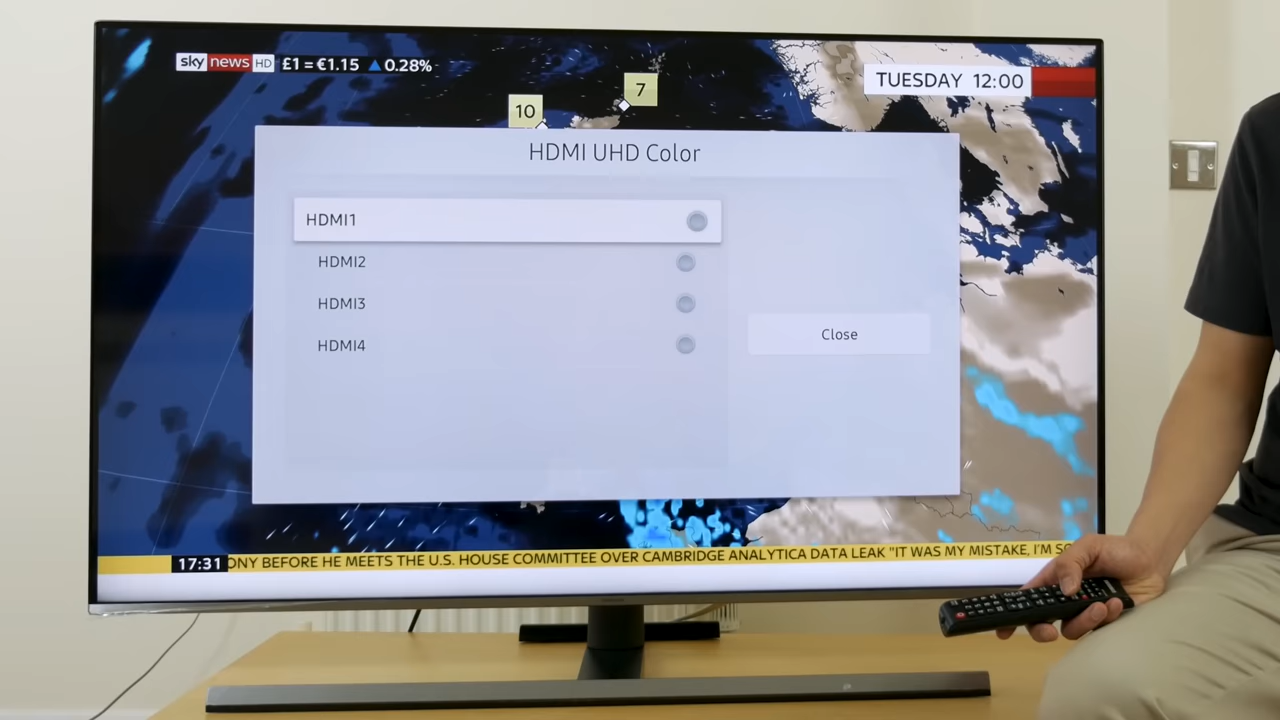 sky news HD £1 = €1.15 ▲0.28%
TUESDAY 12:00
7
10
HDMI UHD Color
HDMI1
HDMI2
HDMI3
HDMI4
Close
17:31 ONY BEFORE HE MEETS THE U.S. HOUSE COMMITTEE OVER CAMBRIDGE ANALYTICA DATA LEAK "IT WAS MY MISTAKE, I'M SO